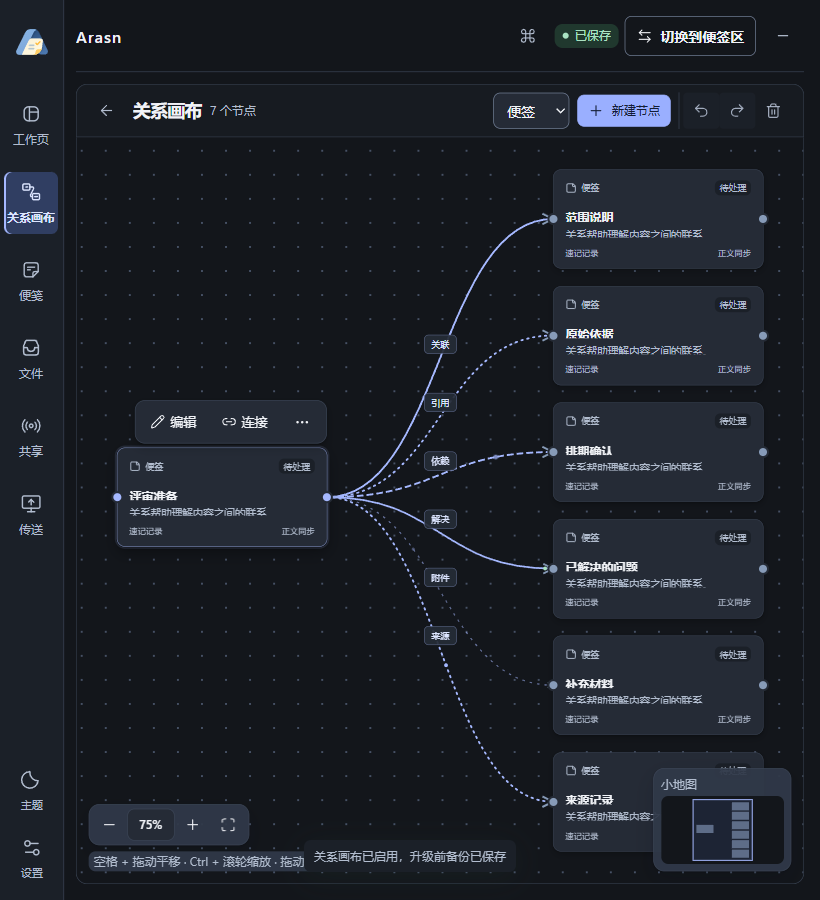 Arasn
已保存
切换到便签区
工作页
关系画布
便笺
文件
共享
传送
主题
设置
关系画布 7 个节点
便签
新建节点
编辑 连接
便签 待处理
评审准备
关系帮助理解内容之间的联系
速记记录 正文同步
关联
引用
依赖
解决
附件
来源
便签 待处理
范围说明
关系帮助理解内容之间的联系
速记记录 正文同步
便签 待处理
原始依据
关系帮助理解内容之间的联系
速记记录 正文同步
便签 待处理
排期确认
关系帮助理解内容之间的联系
速记记录 正文同步
便签 待处理
已解决的问题
关系帮助理解内容之间的联系
速记记录 正文同步
便签 待处理
补充材料
关系帮助理解内容之间的联系
速记记录 正文同步
便签
来源记录
关系帮助理解内容
速记记录
小地图
75%
空格 + 拖动平移 · Ctrl + 滚轮缩放 · 拖动
关系画布已启用，升级前备份已保存